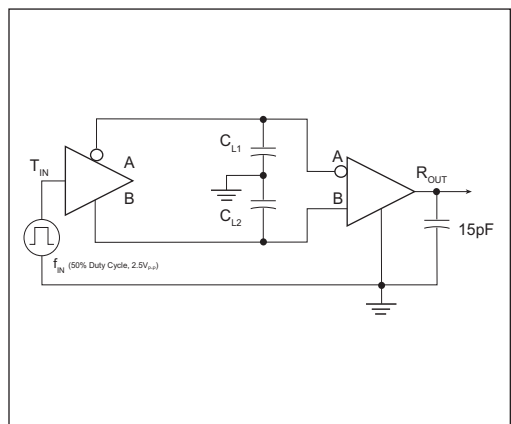 T_IN
A
B
f_IN (50% Duty Cycle, 2.5V_P-P)
C_L1
C_L2
A
B
R_OUT
15pF